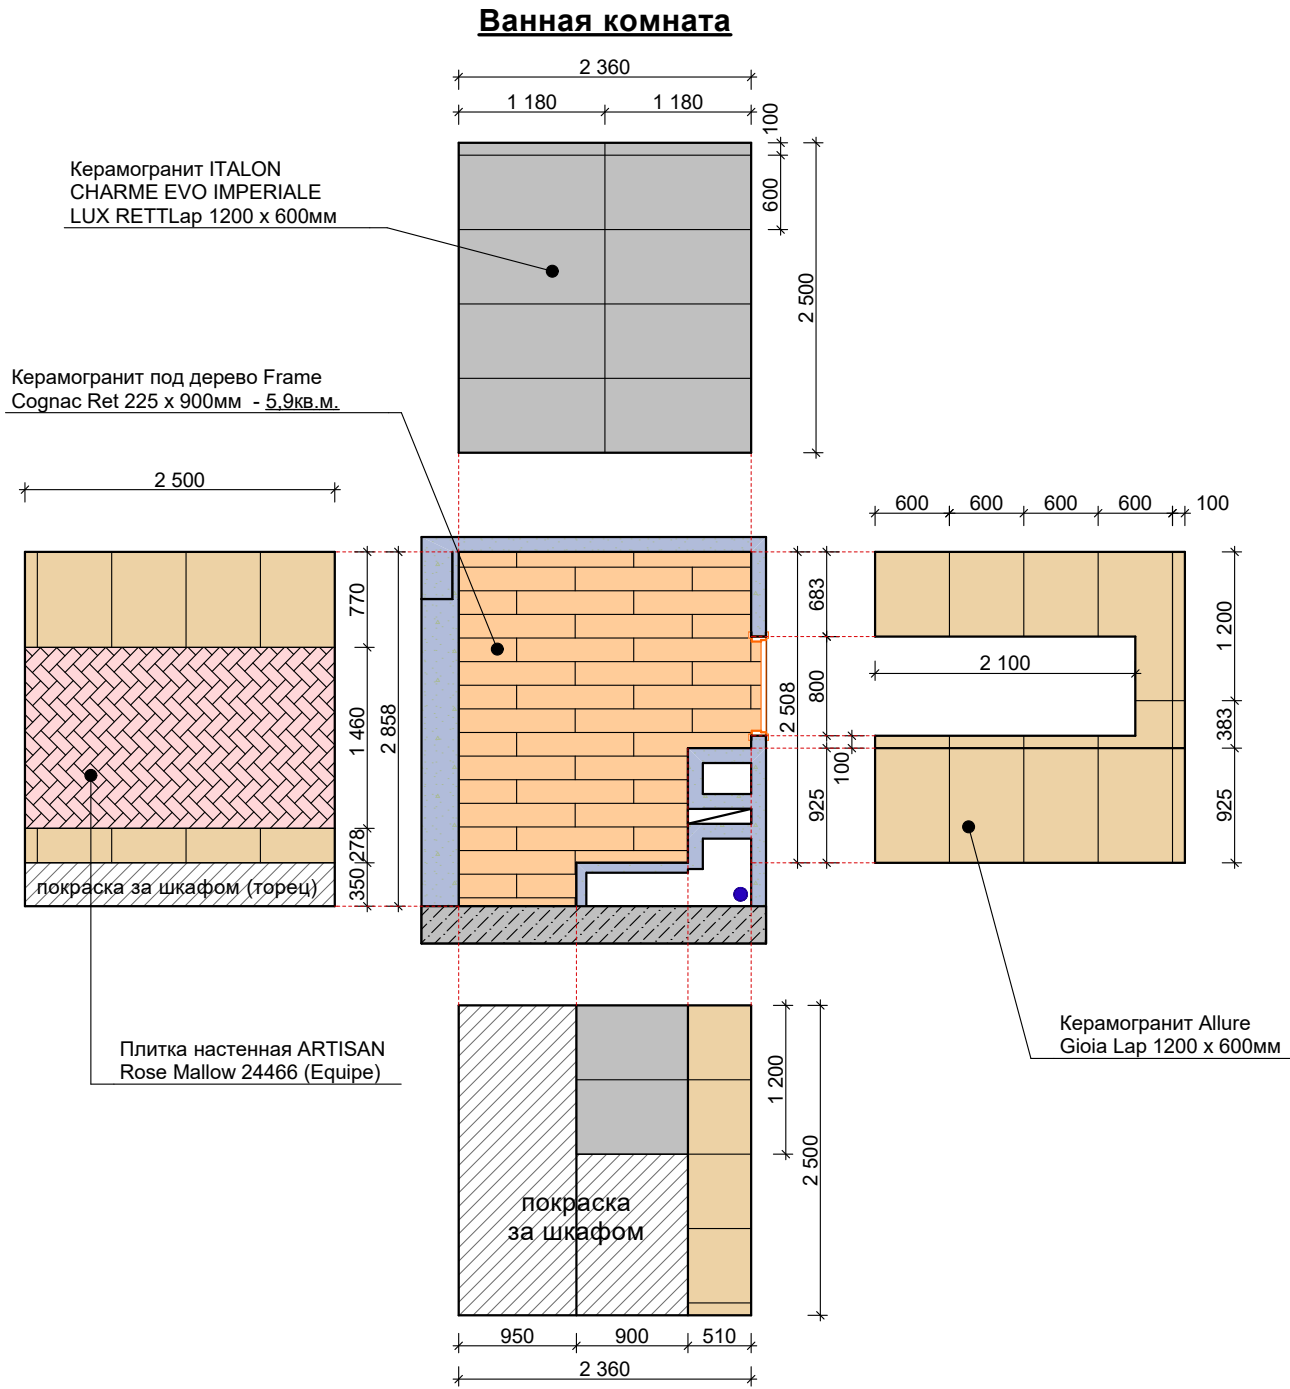 Ванная комната
2 360
1 180
1 180
100
600
2 500
Керамогранит ITALON
CHARME EVO IMPERIALE
LUX RETTLap 1200 x 600мм
Керамогранит под дерево Frame
Cognac Ret 225 x 900мм - 5,9кв.м.
2 500
770
1 460
278
350
2 858
покраска за шкафом (торец)
2 508
683
800
100
925
600
600
600
600
100
2 100
1 200
383
925
Плитка настенная ARTISAN
Rose Mallow 24466 (Equipe)
Керамогранит Allure
Gioia Lap 1200 x 600мм
1 200
2 500
покраска
за шкафом
950
900
510
2 360